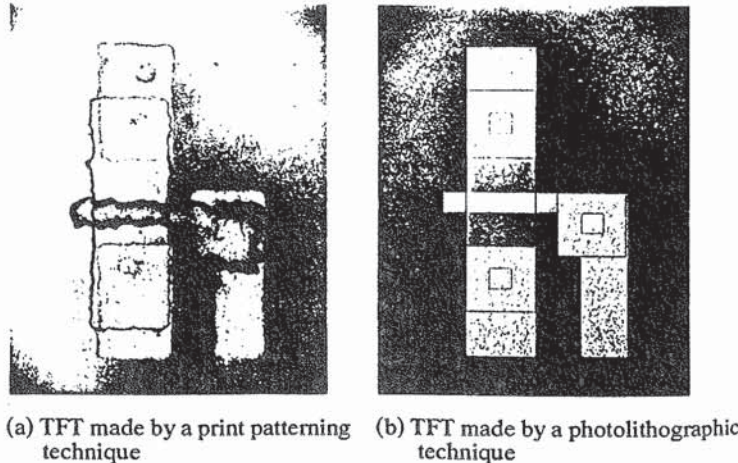 (a) TFT made by a print patterning
technique
(b) TFT made by a photolithographic
technique